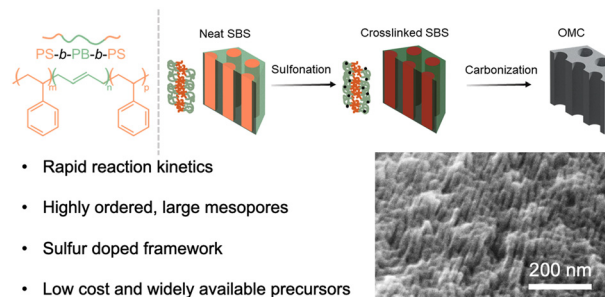 PS-b-PB-b-PS
m
n
p
Neat SBS
Sulfonation
Crosslinked SBS
Carbonization
OMC
• Rapid reaction kinetics
• Highly ordered, large mesopores
• Sulfur doped framework
• Low cost and widely available precursors
200 nm